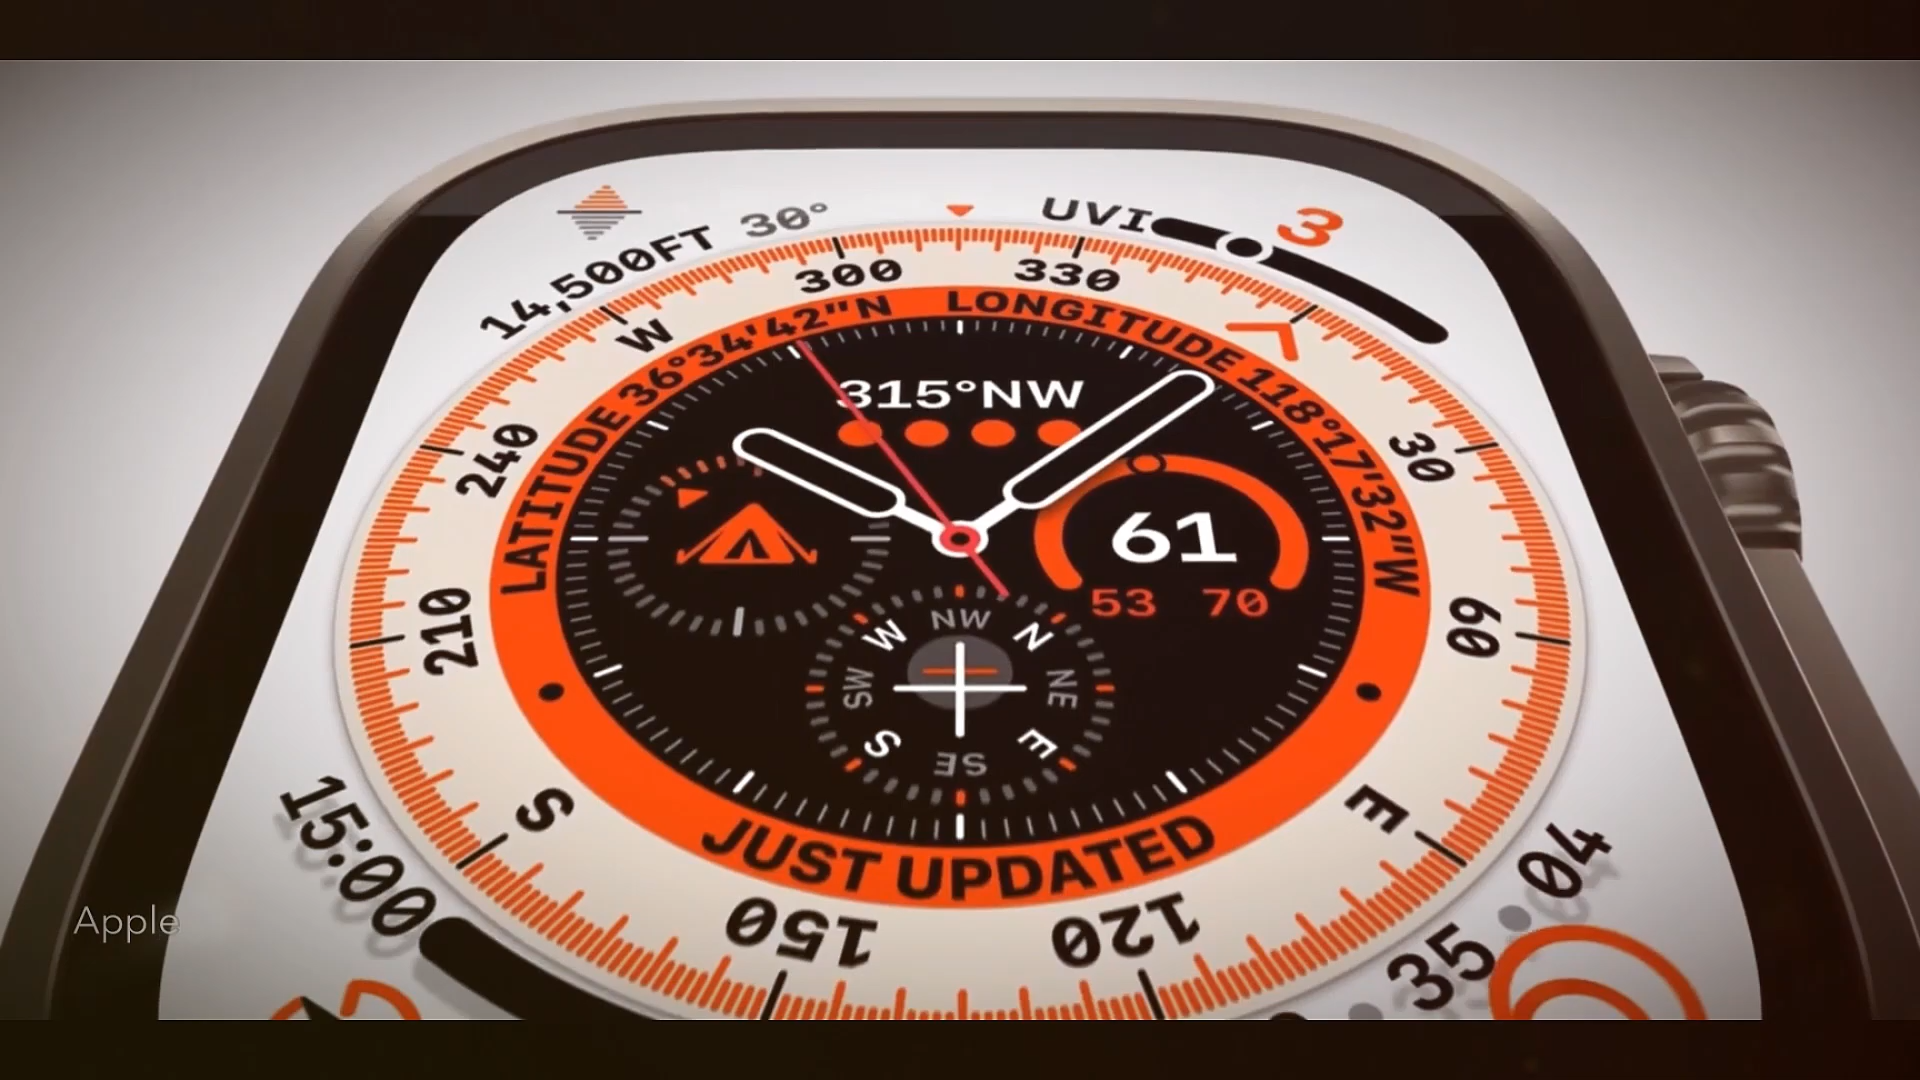 14,500FT 30°
UVI 3
300
330
W
30
240
60
210
E
S
120
150
LATITUDE 36°34'42"N LONGITUDE 118°17'32"W
JUST UPDATED
315°NW
61
53 70
NW
N
NE
E
SE
S
SW
W
15:00
35
04
Apple